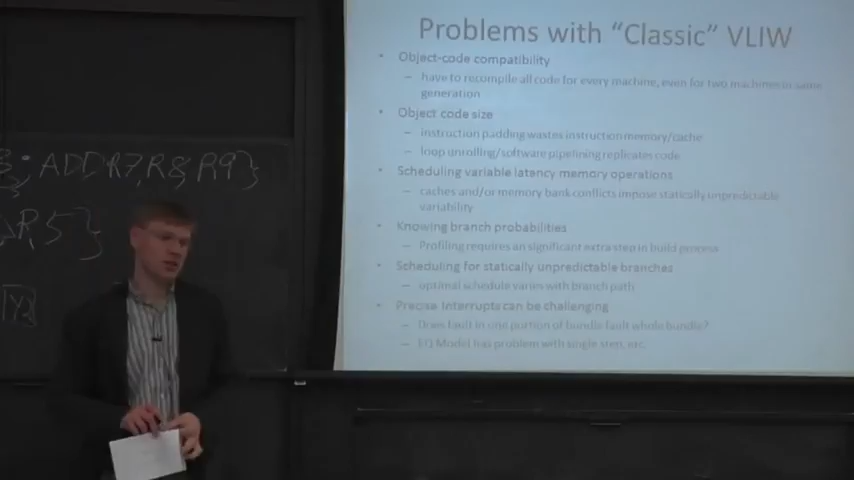 Problems with "Classic" VLIW
• Object-code compatibility
– have to recompile all code for every machine, even for two machines in same
generation
• Object code size
– instruction padding wastes instruction memory/cache
– loop unrolling/software pipelining replicates code
• Scheduling variable latency memory operations
– caches and/or memory bank conflicts impose statically unpredictable
variability
• Knowing branch probabilities
– Profiling requires an significant extra step in build process
• Scheduling for statically unpredictable branches
– optimal schedule varies with branch path
• Precise Interrupts can be challenging
– Does fault in one portion of bundle fault whole bundle?
– EQ Model has problem with single step, etc.
; ADD R7, R8, R9}
R5}